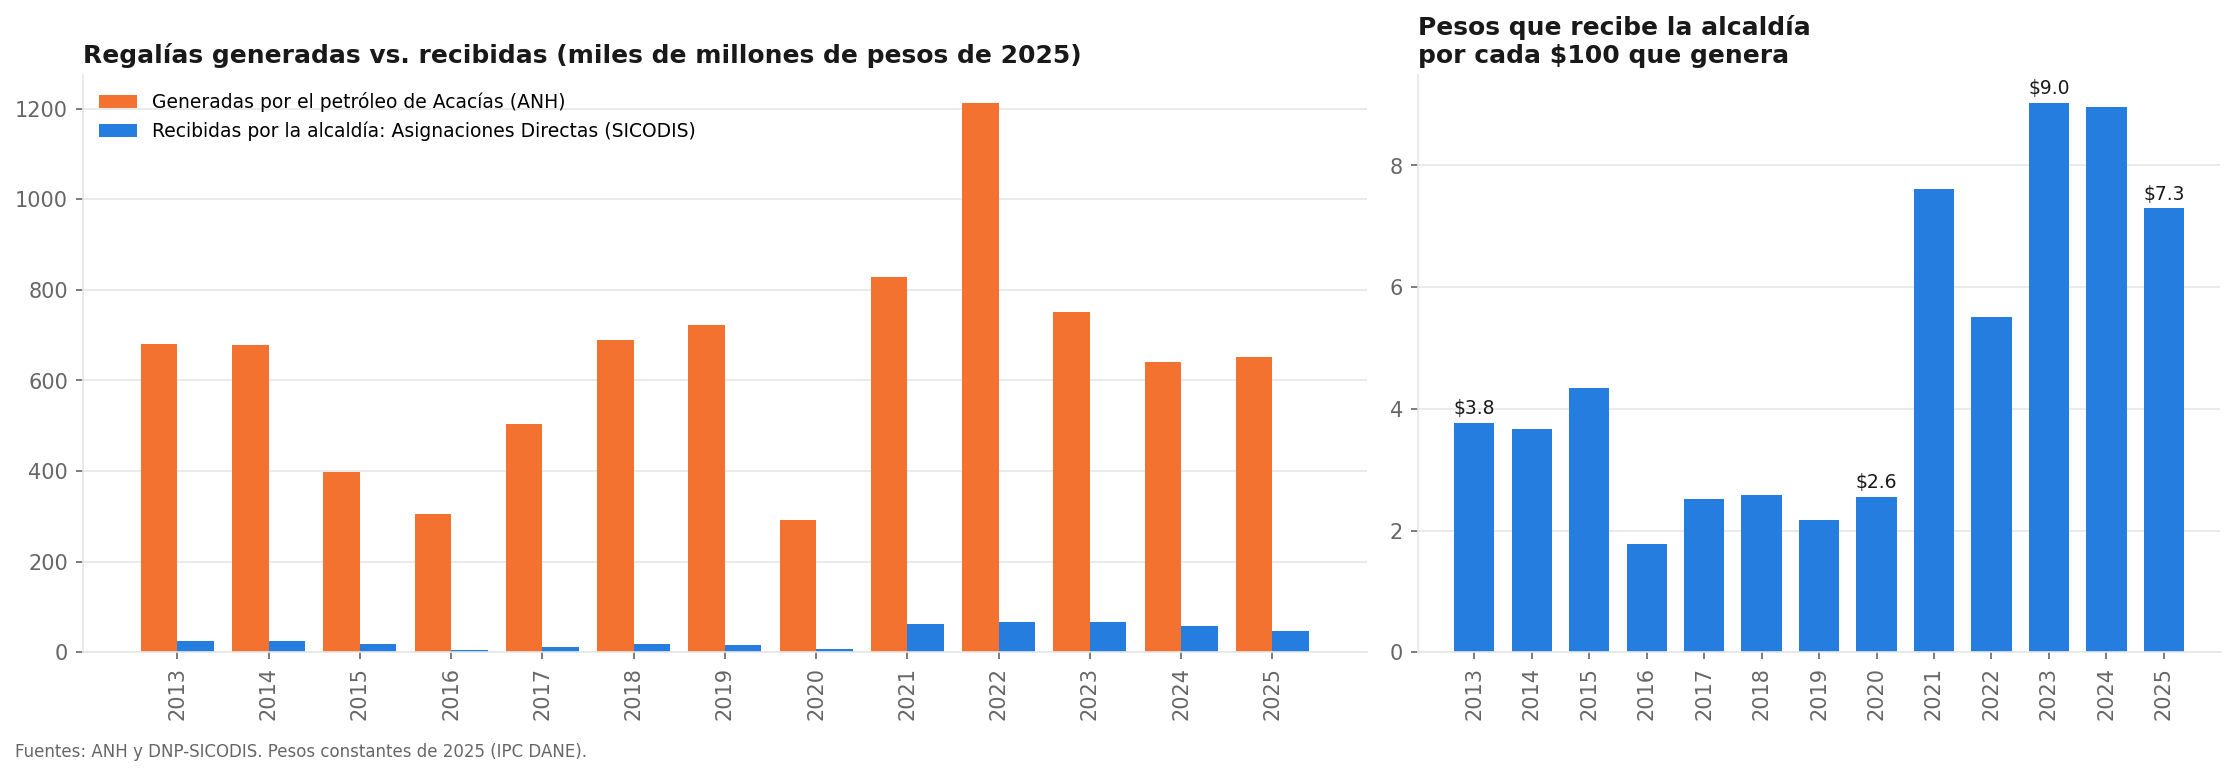 Regalías generadas vs. recibidas (miles de millones de pesos de 2025)
Generadas por el petróleo de Acacías (ANH)
Recibidas por la alcaldía: Asignaciones Directas (SICODIS)
1200
1000
800
600
400
200
0
2013 2014 2015 2016 2017 2018 2019 2020 2021 2022 2023 2024 2025
Pesos que recibe la alcaldía
por cada $100 que genera
$9.0
$7.3
$3.8
$2.6
8
6
4
2
0
2013 2014 2015 2016 2017 2018 2019 2020 2021 2022 2023 2024 2025
Fuentes: ANH y DNP-SICODIS. Pesos constantes de 2025 (IPC DANE).